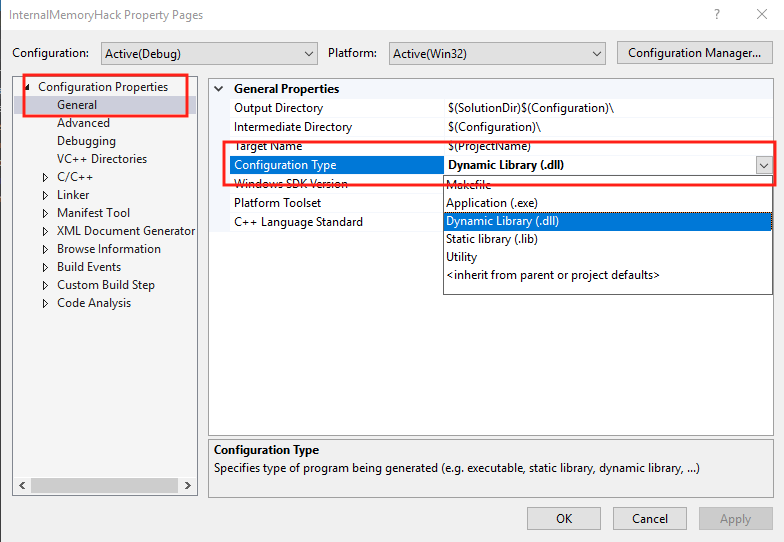 InternalMemoryHack Property Pages
?
Configuration: Active(Debug) Platform: Active(Win32) Configuration Manager...
Configuration Properties
General
Advanced
Debugging
VC++ Directories
C/C++
Linker
Manifest Tool
XML Document Generator
Browse Information
Build Events
Custom Build Step
Code Analysis
General Properties
Output Directory $(SolutionDir)$(Configuration)\
Intermediate Directory $(Configuration)\
Target Name $(ProjectName)
Configuration Type Dynamic Library (.dll)
Windows SDK Version
Platform Toolset
C++ Language Standard
Makefile
Application (.exe)
Dynamic Library (.dll)
Static library (.lib)
Utility
<inherit from parent or project defaults>
Configuration Type
Specifies type of program being generated (e.g. executable, static library, dynamic library, ...)
OK Cancel Apply